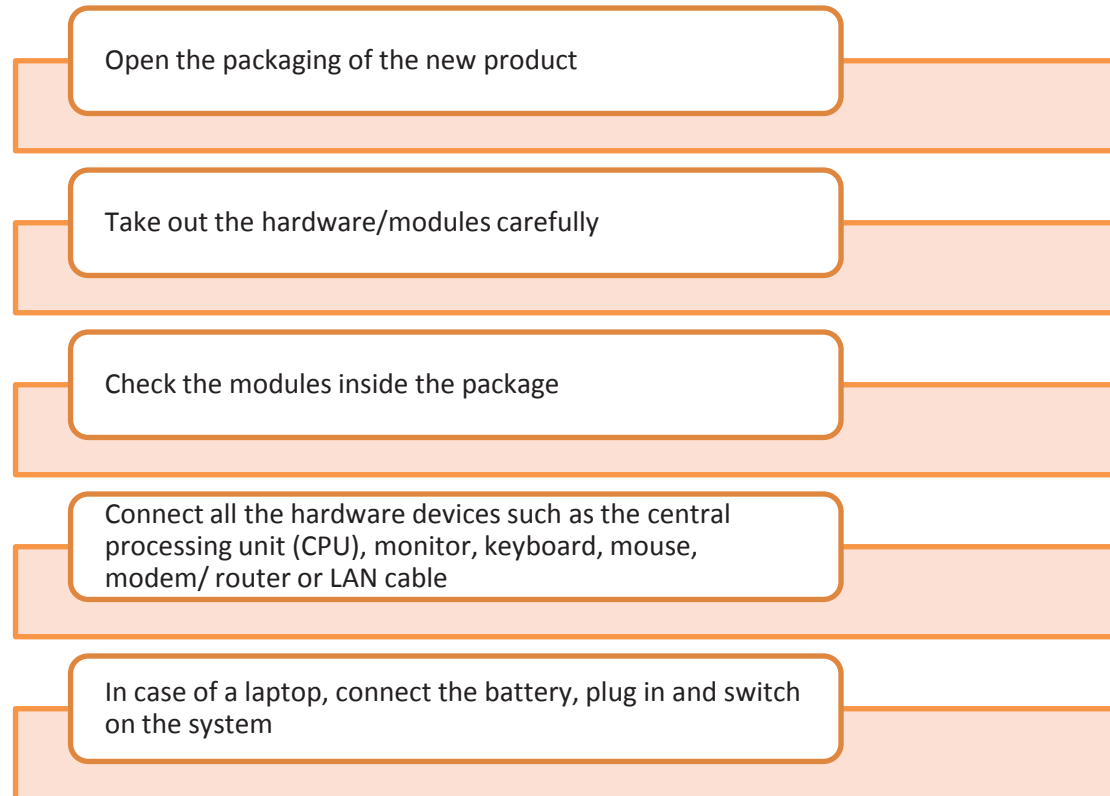 Open the packaging of the new product
Take out the hardware/modules carefully
Check the modules inside the package
Connect all the hardware devices such as the central
processing unit (CPU), monitor, keyboard, mouse,
modem/ router or LAN cable
In case of a laptop, connect the battery, plug in and switch
on the system